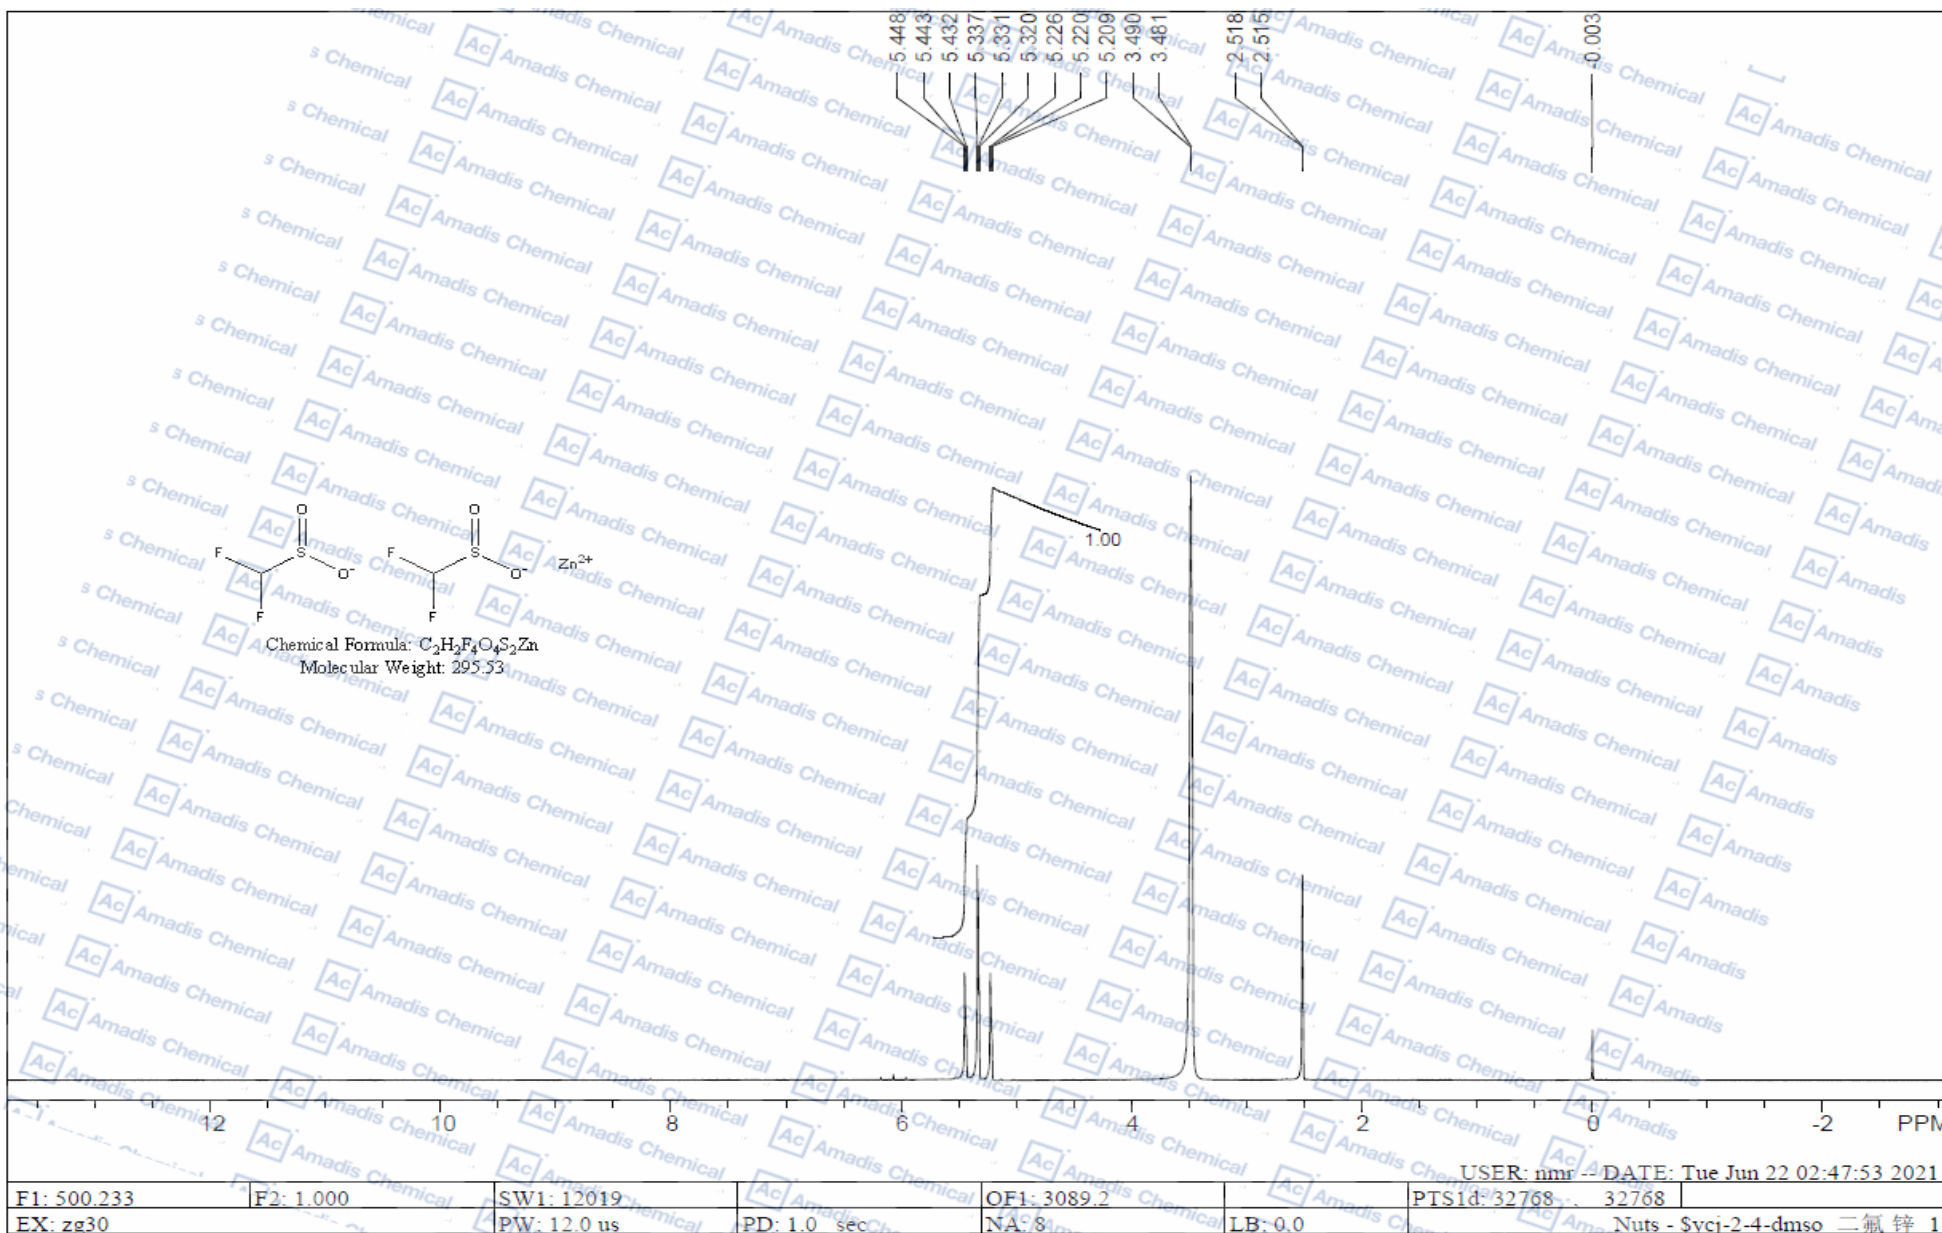 5.448
5.443
5.432
5.337
5.331
5.320
5.226
5.220
5.209
3.490
3.481
2.518
2.515
-0.003
Ac Amadis Chemical
1.00
O O
F S O⁻ F S O⁻ Zn²⁺
F F
Chemical Formula: C₂H₂F₄O₄S₂Zn
Molecular Weight: 295.53
12 10 8 6 4 2 0 -2 PPM
USER: nmr -- DATE: Tue Jun 22 02:47:53 2021
F1: 500.233 F2: 1.000 SW1: 12019 OF1: 3089.2 PTS1d: 32768 , 32768
EX: zg30 PW: 12.0 us PD: 1.0 sec NA: 8 LB: 0.0 Nuts - $ycj-2-4-dmso 二氟 锌 1